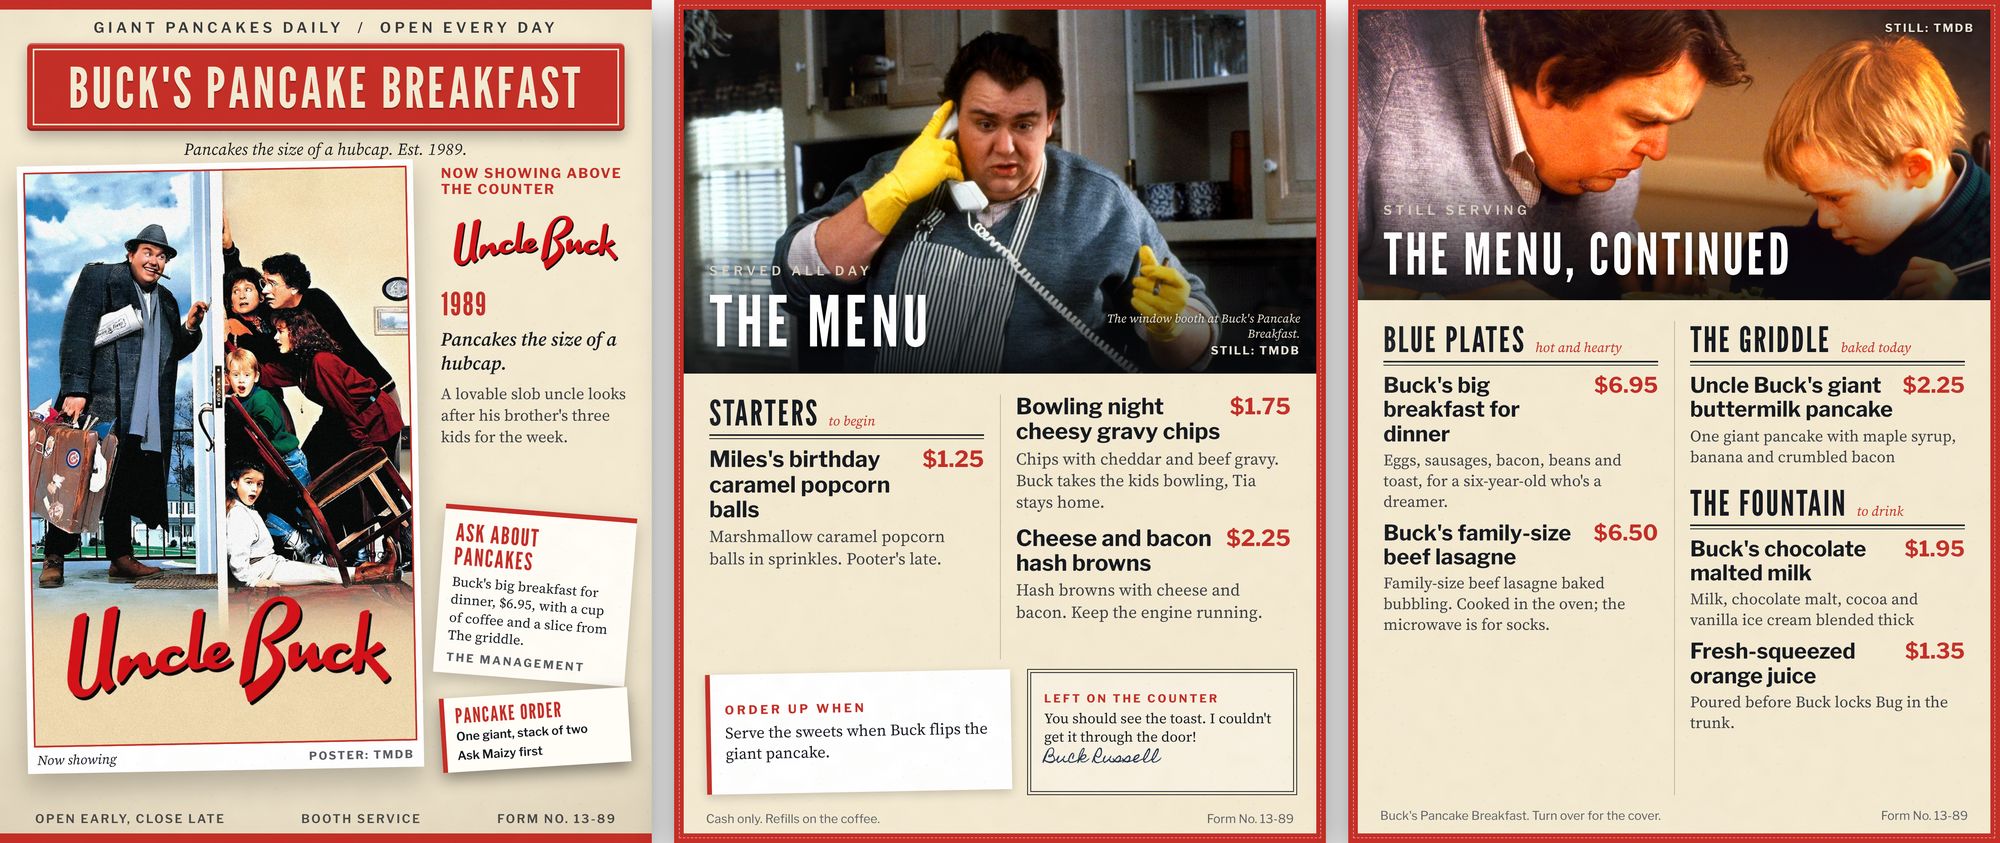 GIANT PANCAKES DAILY / OPEN EVERY DAY
BUCK'S PANCAKE BREAKFAST
Pancakes the size of a hubcap. Est. 1989.
Uncle Buck
Now showing
POSTER: TMDB
NOW SHOWING ABOVE
THE COUNTER
Uncle Buck
1989
Pancakes the size of a
hubcap.
A lovable slob uncle looks
after his brother's three
kids for the week.
ASK ABOUT
PANCAKES
Buck's big breakfast for
dinner, $6.95, with a cup
of coffee and a slice from
The griddle.
THE MANAGEMENT
PANCAKE ORDER
One giant, stack of two
Ask Maizy first
OPEN EARLY, CLOSE LATE
BOOTH SERVICE
FORM NO. 13-89
SERVED ALL DAY
THE MENU
The window booth at Buck's Pancake
Breakfast.
STILL: TMDB
STARTERS to begin
Miles's birthday $1.25
caramel popcorn
balls
Marshmallow caramel popcorn
balls in sprinkles. Pooter's late.
Bowling night $1.75
cheesy gravy chips
Chips with cheddar and beef gravy.
Buck takes the kids bowling, Tia
stays home.
Cheese and bacon $2.25
hash browns
Hash browns with cheese and
bacon. Keep the engine running.
ORDER UP WHEN
Serve the sweets when Buck flips the
giant pancake.
LEFT ON THE COUNTER
You should see the toast. I couldn't
get it through the door!
Buck Russell
Cash only. Refills on the coffee.
Form No. 13-89
STILL: TMDB
STILL SERVING
THE MENU, CONTINUED
BLUE PLATES hot and hearty
Buck's big $6.95
breakfast for
dinner
Eggs, sausages, bacon, beans and
toast, for a six-year-old who's a
dreamer.
Buck's family-size $6.50
beef lasagne
Family-size beef lasagne baked
bubbling. Cooked in the oven; the
microwave is for socks.
THE GRIDDLE baked today
Uncle Buck's giant $2.25
buttermilk pancake
One giant pancake with maple syrup,
banana and crumbled bacon
THE FOUNTAIN to drink
Buck's chocolate $1.95
malted milk
Milk, chocolate malt, cocoa and
vanilla ice cream blended thick
Fresh-squeezed $1.35
orange juice
Poured before Buck locks Bug in the
trunk.
Buck's Pancake Breakfast. Turn over for the cover.
Form No. 13-89